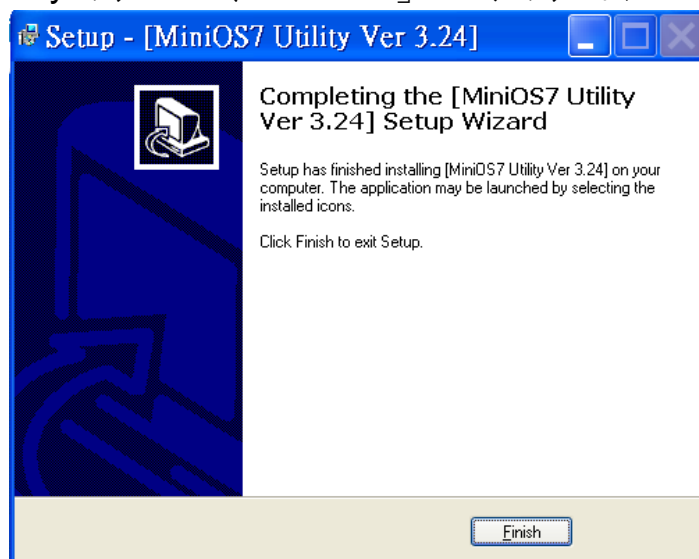 Setup - [MiniOS7 Utility Ver 3.24]
Completing the [MiniOS7 Utility
Ver 3.24] Setup Wizard
Setup has finished installing [MiniOS7 Utility Ver 3.24] on your
computer. The application may be launched by selecting the
installed icons.
Click Finish to exit Setup.
Finish